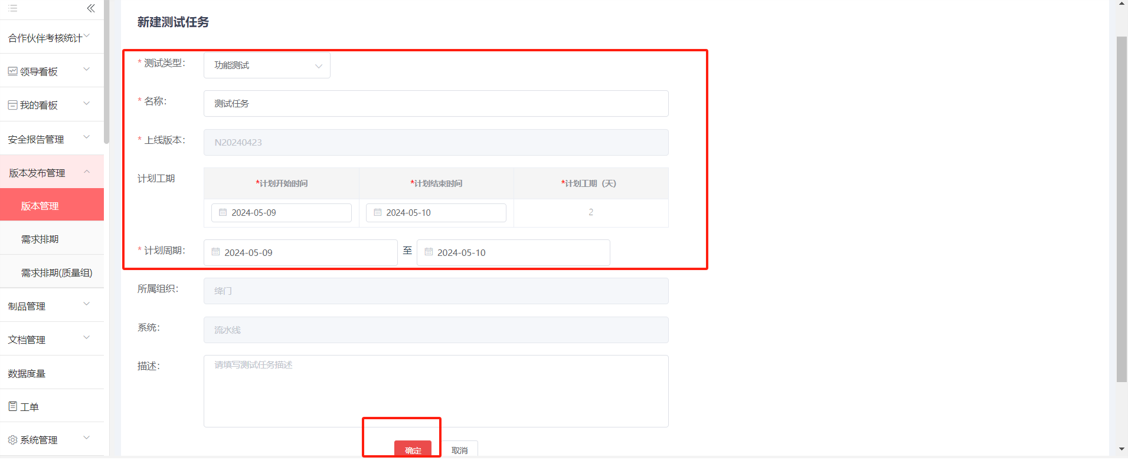 新建测试任务
合作伙伴考核统计
领导看板
我的看板
安全报告管理
版本发布管理
版本管理
需求排期
需求排期(质量组)
制品管理
文档管理
数据度量
工单
系统管理
* 测试类型:
功能测试
* 名称:
测试任务
* 上线版本:
N20240423
计划工期
*计划开始时间
*计划结束时间
*计划工期（天）
2024-05-09
2024-05-10
2
* 计划周期:
2024-05-09
至
2024-05-10
所属组织:
系统:
流水线
描述:
请填写测试任务描述
确定
取消